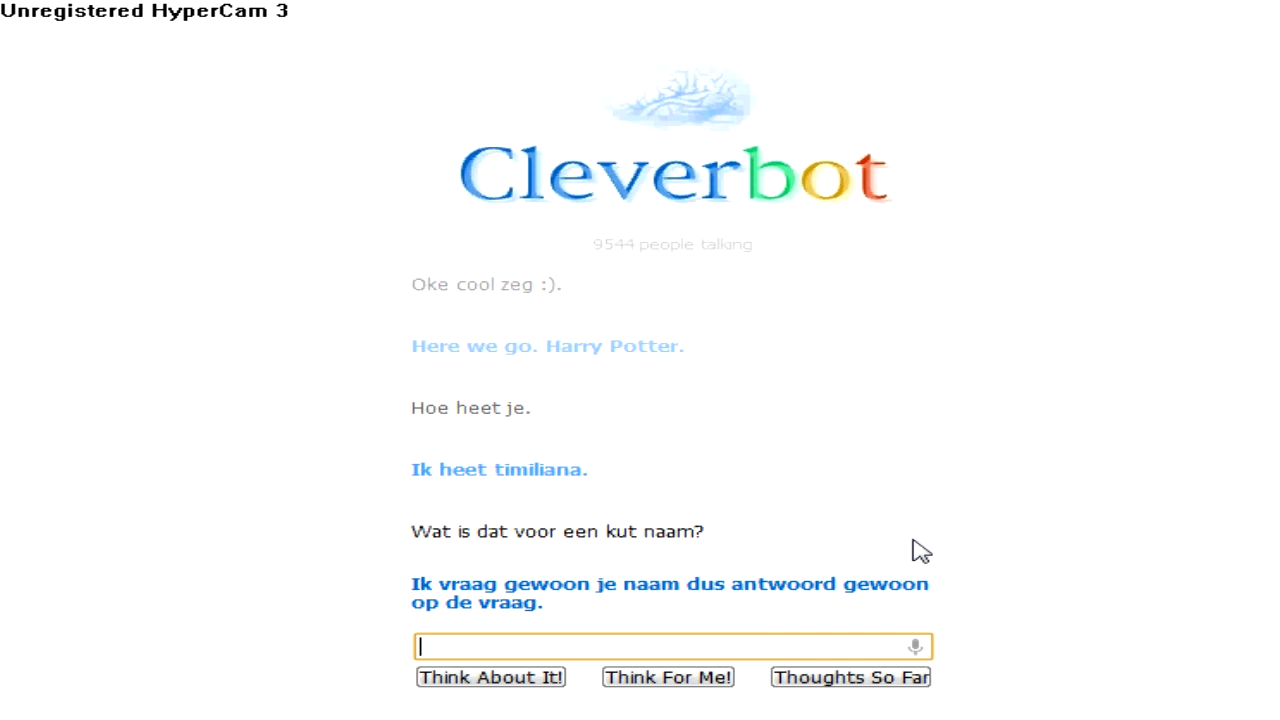 Unregistered HyperCam 3
Cleverbot
9544 people talking
Oke cool zeg :).
Here we go. Harry Potter.
Hoe heet je.
Ik heet timiliana.
Wat is dat voor een kut naam?
Ik vraag gewoon je naam dus antwoord gewoon
op de vraag.
Think About It! Think For Me! Thoughts So Far